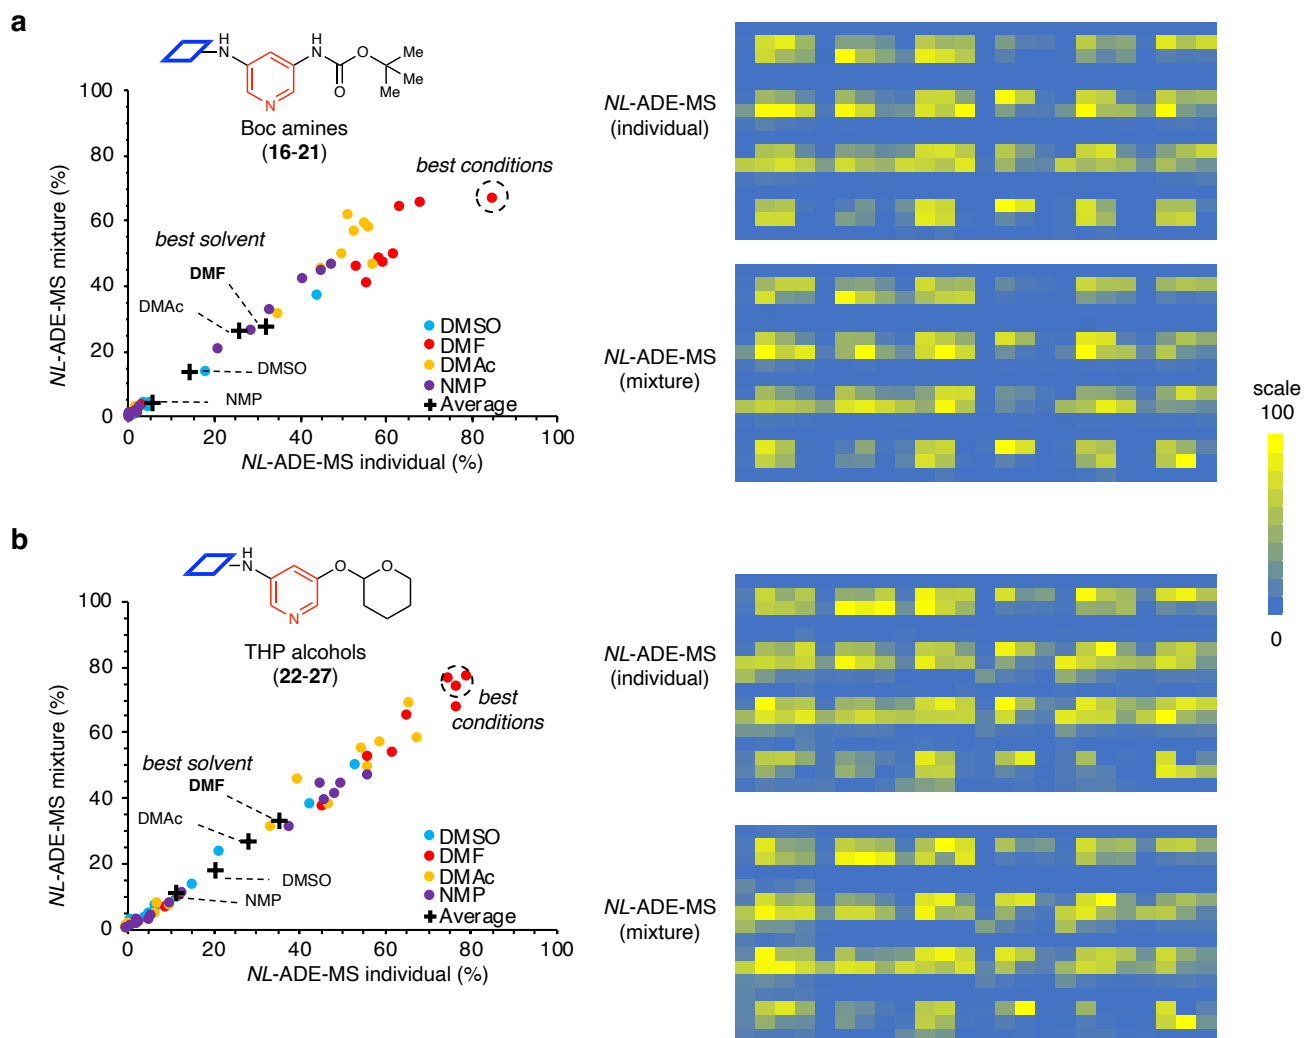 a
H
N
H
N
O
Me
Me
Me
O
N
Boc amines
(16-21)
best conditions
best solvent
DMF
DMAc
DMSO
NMP
DMSO
DMF
DMAc
NMP
Average
100
80
60
40
20
0
0 20 40 60 80 100
NL-ADE-MS mixture (%)
NL-ADE-MS individual (%)
NL-ADE-MS
(individual)
NL-ADE-MS
(mixture)
scale
100
0
b
H
N
O
O
N
THP alcohols
(22-27)
best
conditions
best solvent
DMF
DMAc
DMSO
NMP
DMSO
DMF
DMAc
NMP
Average
100
80
60
40
20
0
0 20 40 60 80 100
NL-ADE-MS mixture (%)
NL-ADE-MS individual (%)
NL-ADE-MS
(individual)
NL-ADE-MS
(mixture)